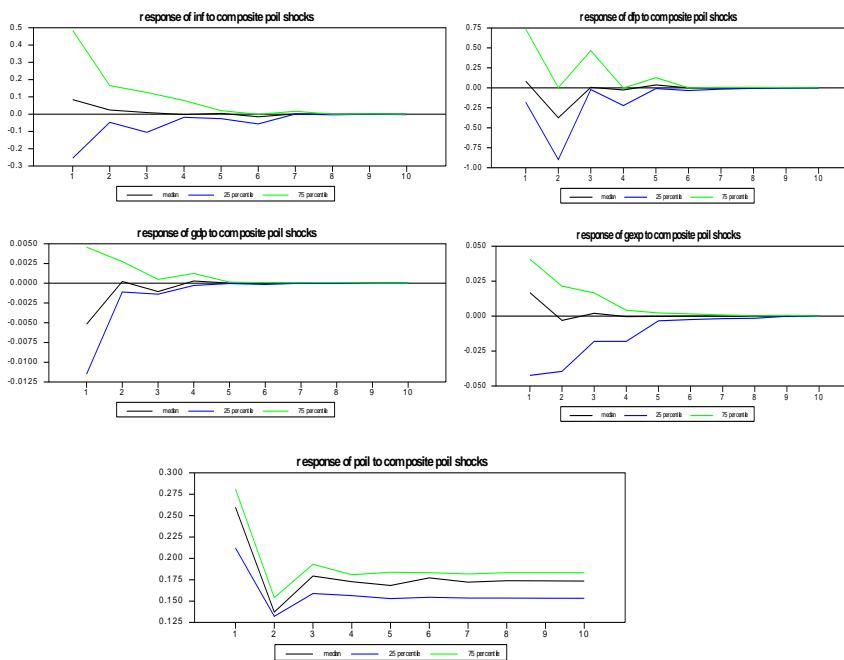 response of inf to composite poil shocks
0.5
0.4
0.3
0.2
0.1
0.0
-0.1
-0.2
-0.3
1 2 3 4 5 6 7 8 9 10
median 25 percentile 75 percentile
response of dfp to composite poil shocks
0.75
0.50
0.25
0.00
-0.25
-0.50
-0.75
-1.00
1 2 3 4 5 6 7 8 9 10
median 25 percentile 75 percentile
response of gdp to composite poil shocks
0.0050
0.0025
0.0000
-0.0025
-0.0050
-0.0075
-0.0100
-0.0125
1 2 3 4 5 6 7 8 9 10
median 25 percentile 75 percentile
response of gexp to composite poil shocks
0.050
0.025
0.000
-0.025
-0.050
1 2 3 4 5 6 7 8 9 10
median 25 percentile 75 percentile
response of poil to composite poil shocks
0.300
0.275
0.250
0.225
0.200
0.175
0.150
0.125
1 2 3 4 5 6 7 8 9 10
median 25 percentile 75 percentile